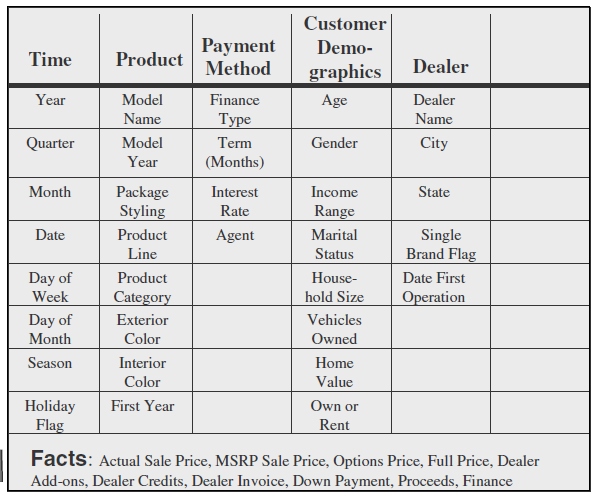 Time Product Payment Method Customer Demo-graphics Dealer
Year Model Name Finance Type Age Dealer Name
Quarter Model Year Term (Months) Gender City
Month Package Styling Interest Rate Income Range State
Date Product Line Agent Marital Status Single Brand Flag
Day of Week Product Category House-hold Size Date First Operation
Day of Month Exterior Color Vehicles Owned
Season Interior Color Home Value
Holiday Flag First Year Own or Rent
Facts: Actual Sale Price, MSRP Sale Price, Options Price, Full Price, Dealer
Add-ons, Dealer Credits, Dealer Invoice, Down Payment, Proceeds, Finance